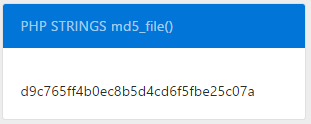 PHP STRINGS md5_file()
d9c765ff4b0ec8b5d4cd6f5fbe25c07a